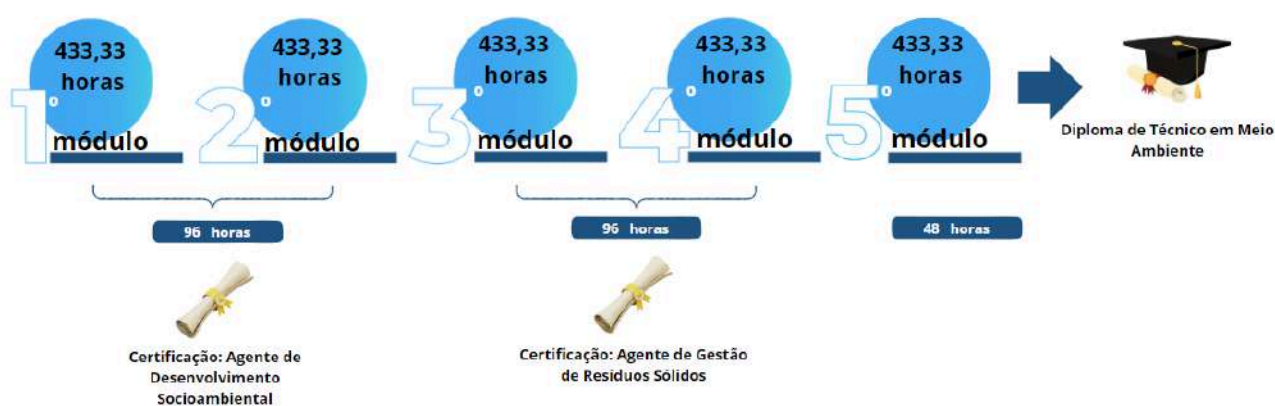 433,33
horas
1º
módulo
433,33
horas
2º
módulo
433,33
horas
3º
módulo
433,33
horas
4º
módulo
433,33
horas
5º
módulo
Diploma de Técnico em Meio
Ambiente
96 horas
96 horas
48 horas
Certificação: Agente de
Desenvolvimento
Socioambiental
Certificação: Agente de Gestão
de Resíduos Sólidos